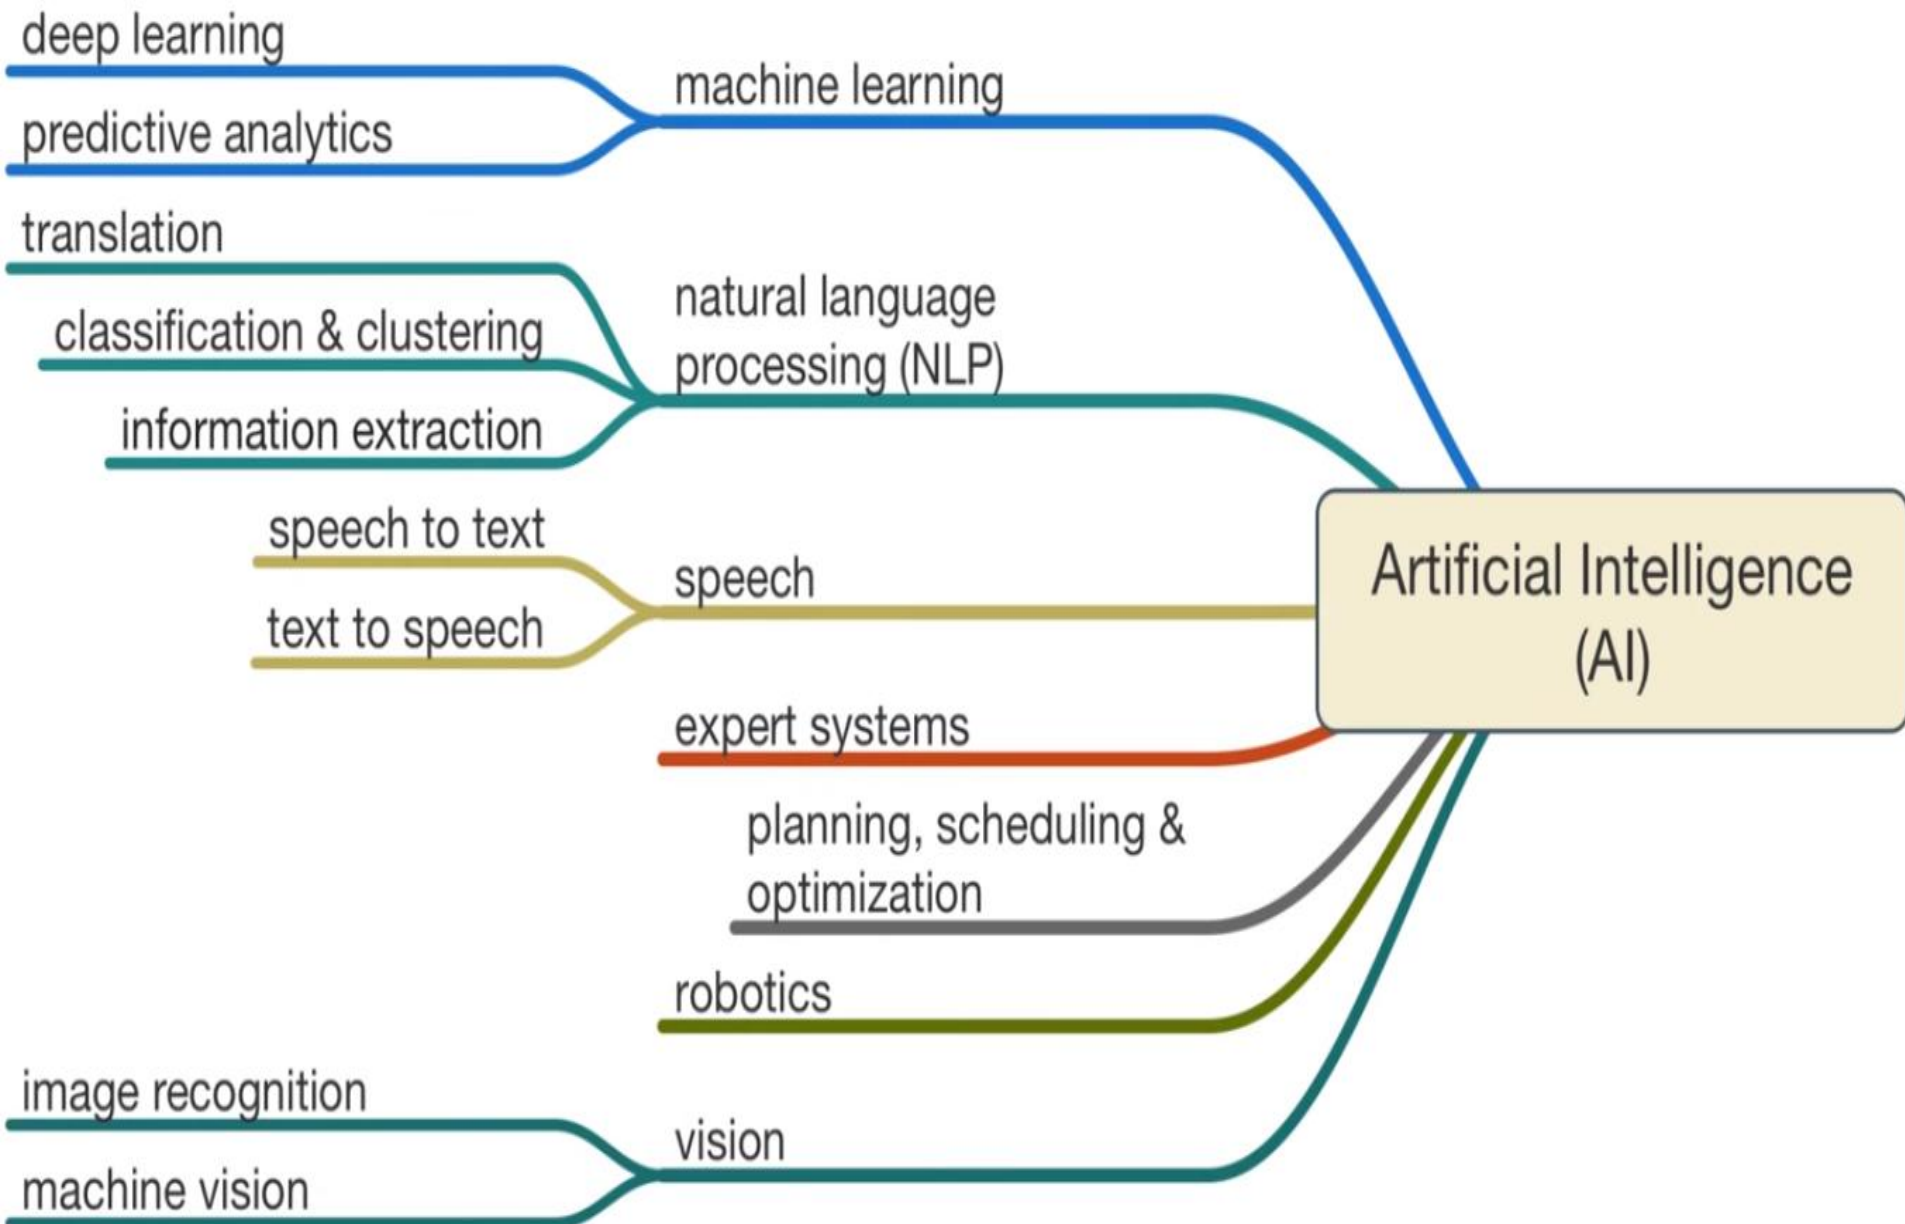 deep learning
machine learning
predictive analytics
translation
natural language
processing (NLP)
classification & clustering
information extraction
speech to text
speech
text to speech
Artificial Intelligence
(AI)
expert systems
planning, scheduling &
optimization
robotics
image recognition
vision
machine vision